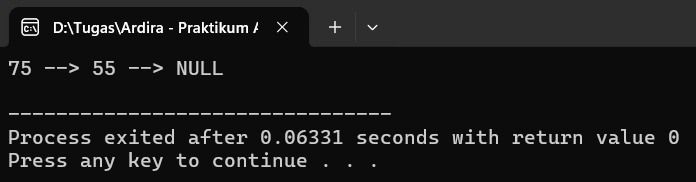 D:\Tugas\Ardira - Praktikum A
75 --> 55 --> NULL
--------------------------------
Process exited after 0.06331 seconds with return value 0
Press any key to continue . . .